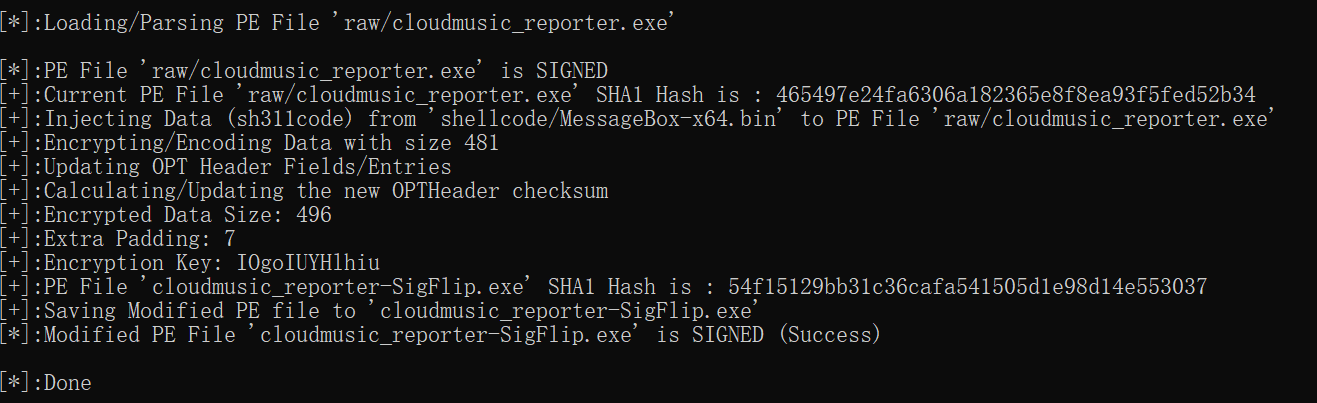 [*]:Loading/Parsing PE File 'raw/cloudmusic_reporter.exe'
[*]:PE File 'raw/cloudmusic_reporter.exe' is SIGNED
[+]:Current PE File 'raw/cloudmusic_reporter.exe' SHA1 Hash is : 465497e24fa6306a182365e8f8ea93f5fed52b34
[+]:Injecting Data (sh311code) from 'shellcode/MessageBox-x64.bin' to PE File 'raw/cloudmusic_reporter.exe'
[+]:Encrypting/Encoding Data with size 481
[+]:Updating OPT Header Fields/Entries
[+]:Calculating/Updating the new OPTHeader checksum
[+]:Encrypted Data Size: 496
[+]:Extra Padding: 7
[+]:Encryption Key: IOgoIUYHlhiu
[+]:PE File 'cloudmusic_reporter-SigFlip.exe' SHA1 Hash is : 54f15129bb31c36cafa541505d1e98d14e553037
[+]:Saving Modified PE file to 'cloudmusic_reporter-SigFlip.exe'
[*]:Modified PE File 'cloudmusic_reporter-SigFlip.exe' is SIGNED (Success)
[*]:Done